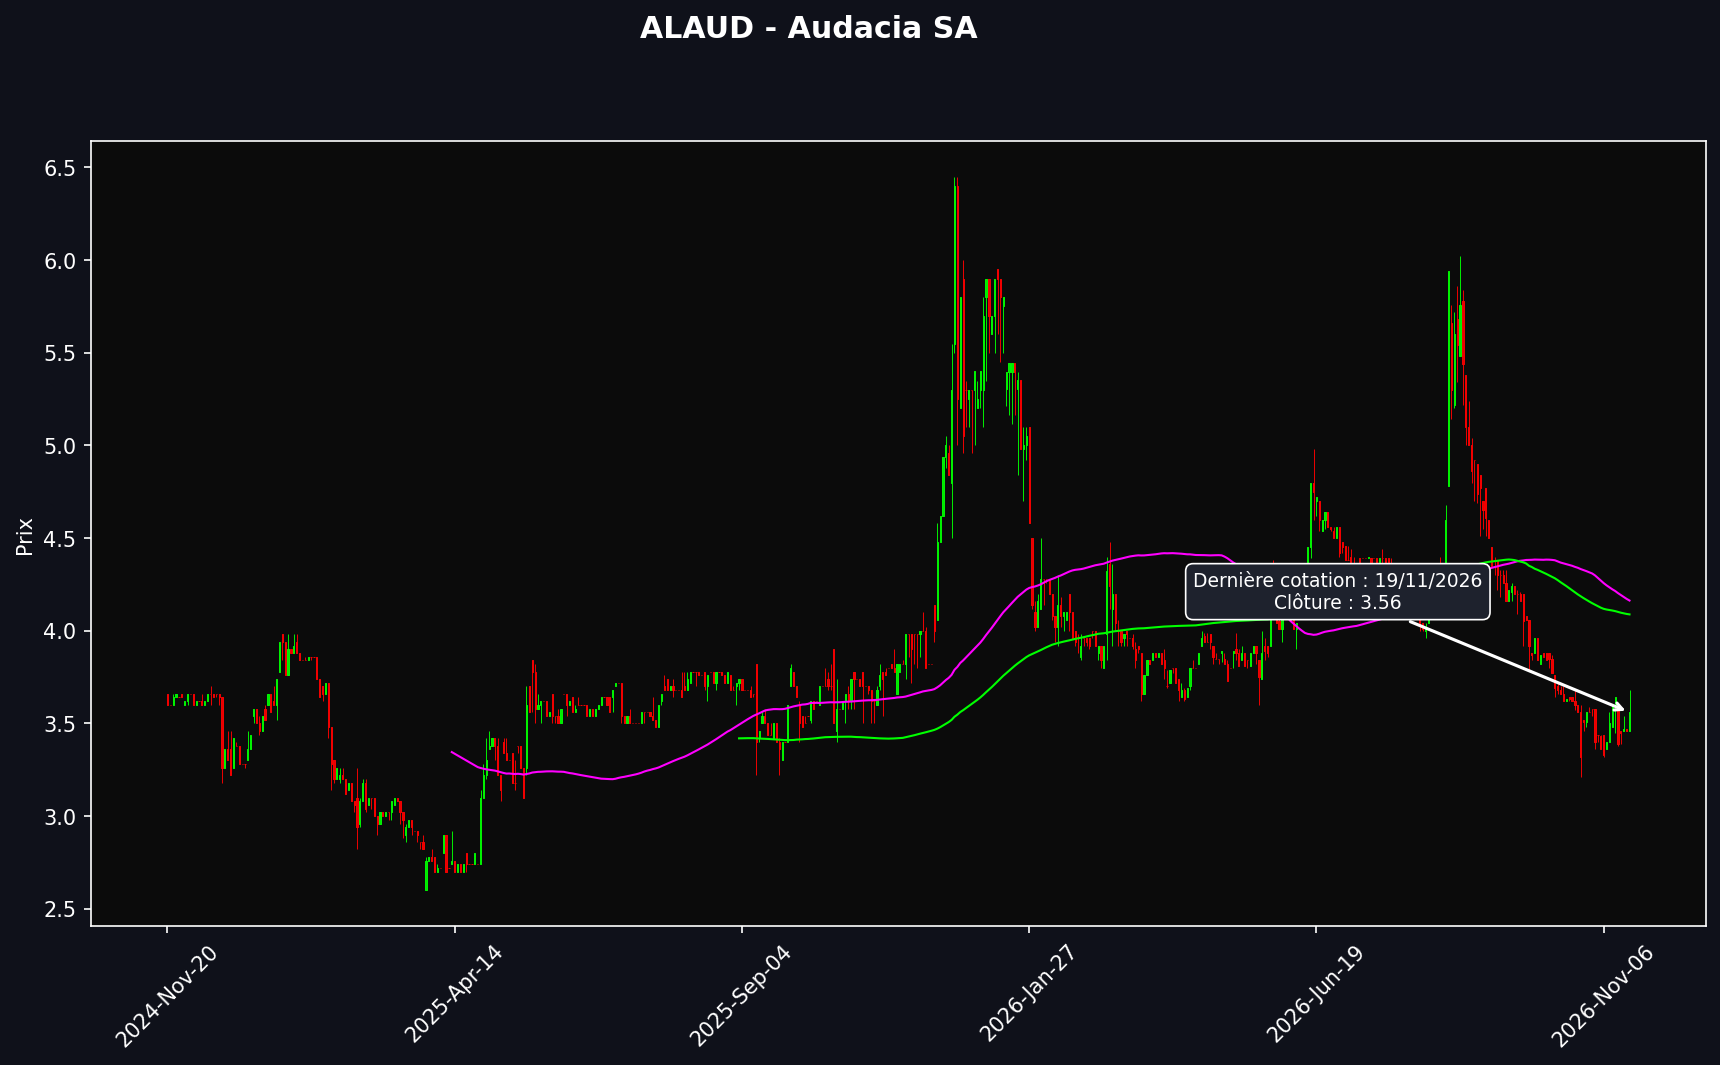 ALAUD - Audacia SA
Prix
6.5
6.0
5.5
5.0
4.5
4.0
3.5
3.0
2.5
Dernière cotation : 19/11/2026
Clôture : 3.56
2024-Nov-20
2025-Apr-14
2025-Sep-04
2026-Jan-27
2026-Jun-19
2026-Nov-06